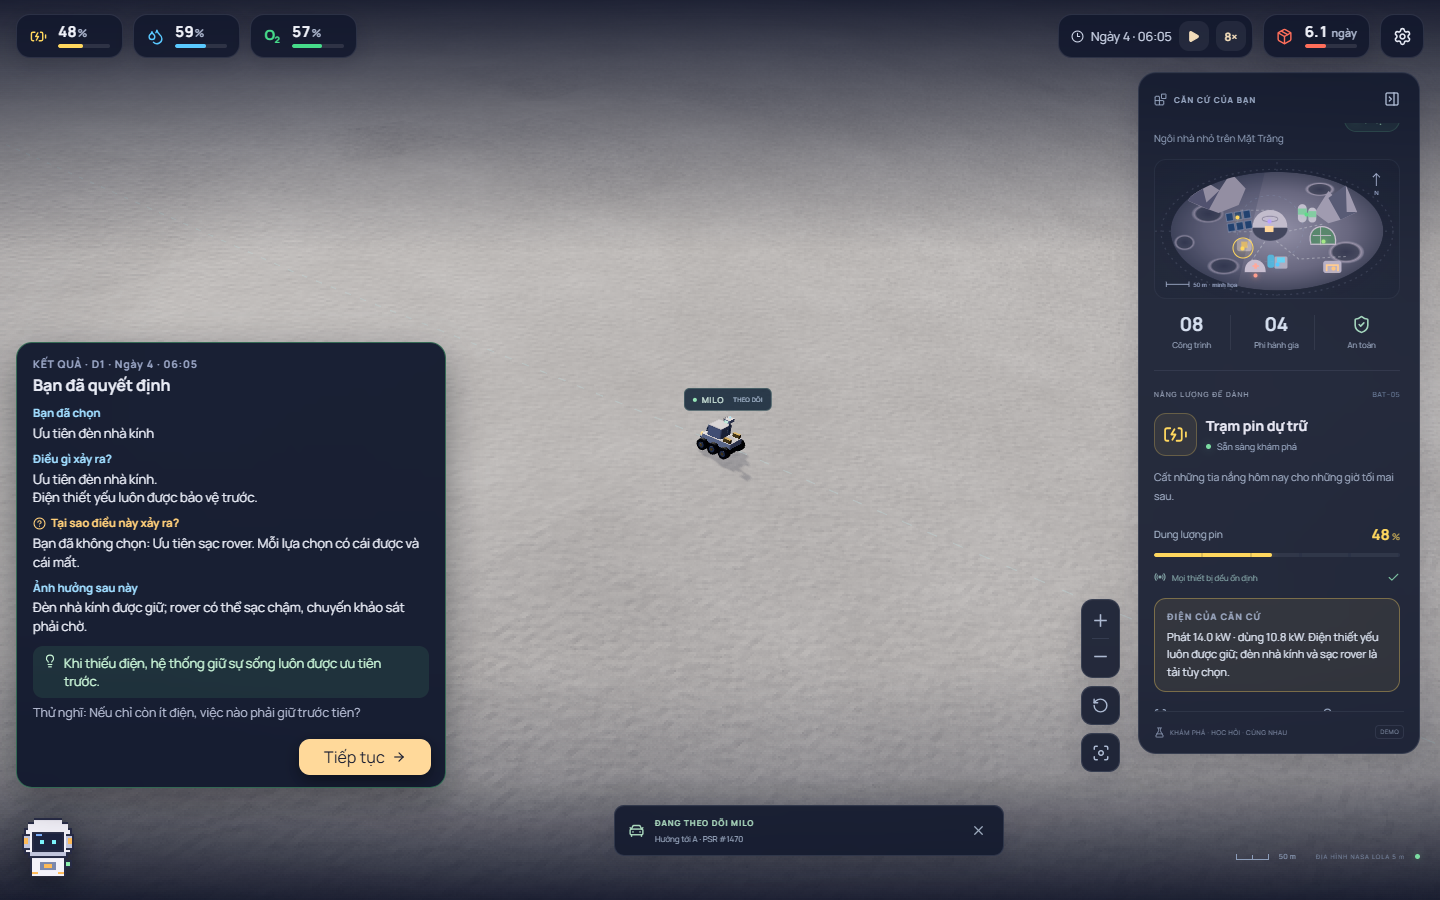 48%
59%
O₂ 57%
Ngày 4 · 06:05
8×
6.1 ngày
CĂN CỨ CỦA BẠN
Ngôi nhà nhỏ trên Mặt Trăng
N
50 m · minh họa
08
Công trình
04
Phi hành gia
An toàn
NĂNG LƯỢNG ĐỂ DÀNH
BAT-05
Trạm pin dự trữ
Sẵn sàng khám phá
Cất những tia nắng hôm nay cho những giờ tối mai
sau.
Dung lượng pin
48%
Mọi thiết bị đều ổn định
ĐIỆN CỦA CĂN CỨ
Phát 14.0 kW · dùng 10.8 kW. Điện thiết yếu
luôn được giữ; đèn nhà kính và sạc rover là
tải tùy chọn.
KHÁM PHÁ · HỌC HỎI · CÙNG NHAU
DEMO
KẾT QUẢ · D1 · Ngày 4 · 06:05
Bạn đã quyết định
Bạn đã chọn
Ưu tiên đèn nhà kính
Điều gì xảy ra?
Ưu tiên đèn nhà kính.
Điện thiết yếu luôn được bảo vệ trước.
Tại sao điều này xảy ra?
Bạn đã không chọn: Ưu tiên sạc rover. Mỗi lựa chọn có cái được và
cái mất.
Ảnh hưởng sau này
Đèn nhà kính được giữ; rover có thể sạc chậm, chuyến khảo sát
phải chờ.
Khi thiếu điện, hệ thống giữ sự sống luôn được ưu tiên
trước.
Thử nghĩ: Nếu chỉ còn ít điện, việc nào phải giữ trước tiên?
Tiếp tục
MILO
THEO DÕI
ĐANG THEO DÕI MILO
Hướng tới A · PSR #1470
50 m
ĐỊA HÌNH NASA LOLA 5 m